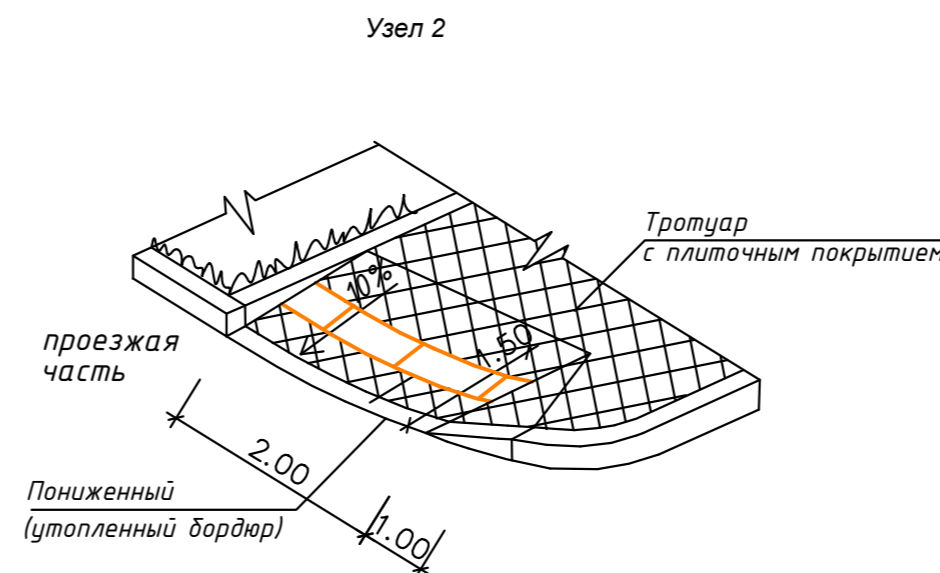 Узел 2
Тротуар
с плиточным покрытием
10%
1.50
проезжая
часть
2.00
Пониженный
(утопленный бордюр)
1.00